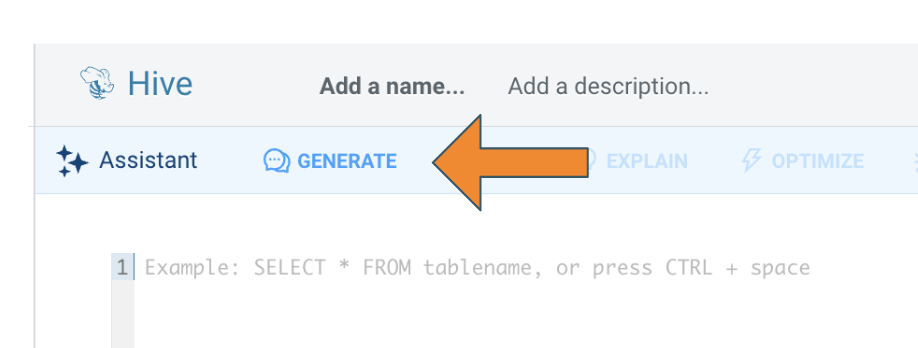 Hive Add a name... Add a description...
Assistant GENERATE EXPLAIN OPTIMIZE
1 Example: SELECT * FROM tablename, or press CTRL + space